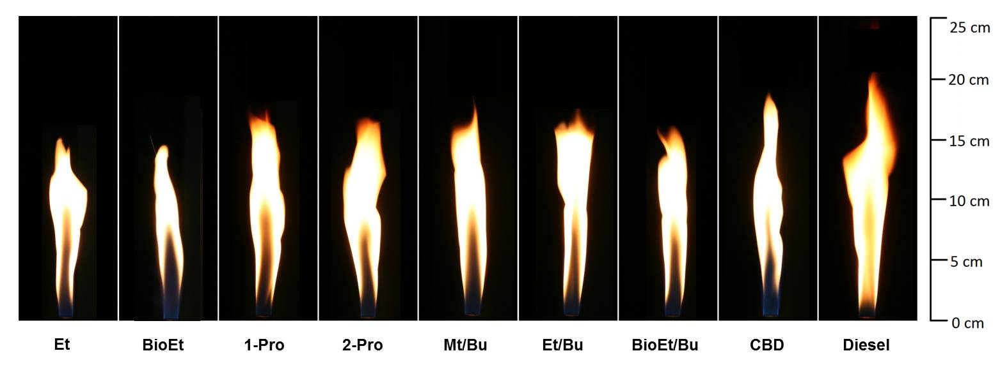 25 cm
20 cm
15 cm
10 cm
5 cm
0 cm
Et BioEt 1-Pro 2-Pro Mt/Bu Et/Bu BioEt/Bu CBD Diesel